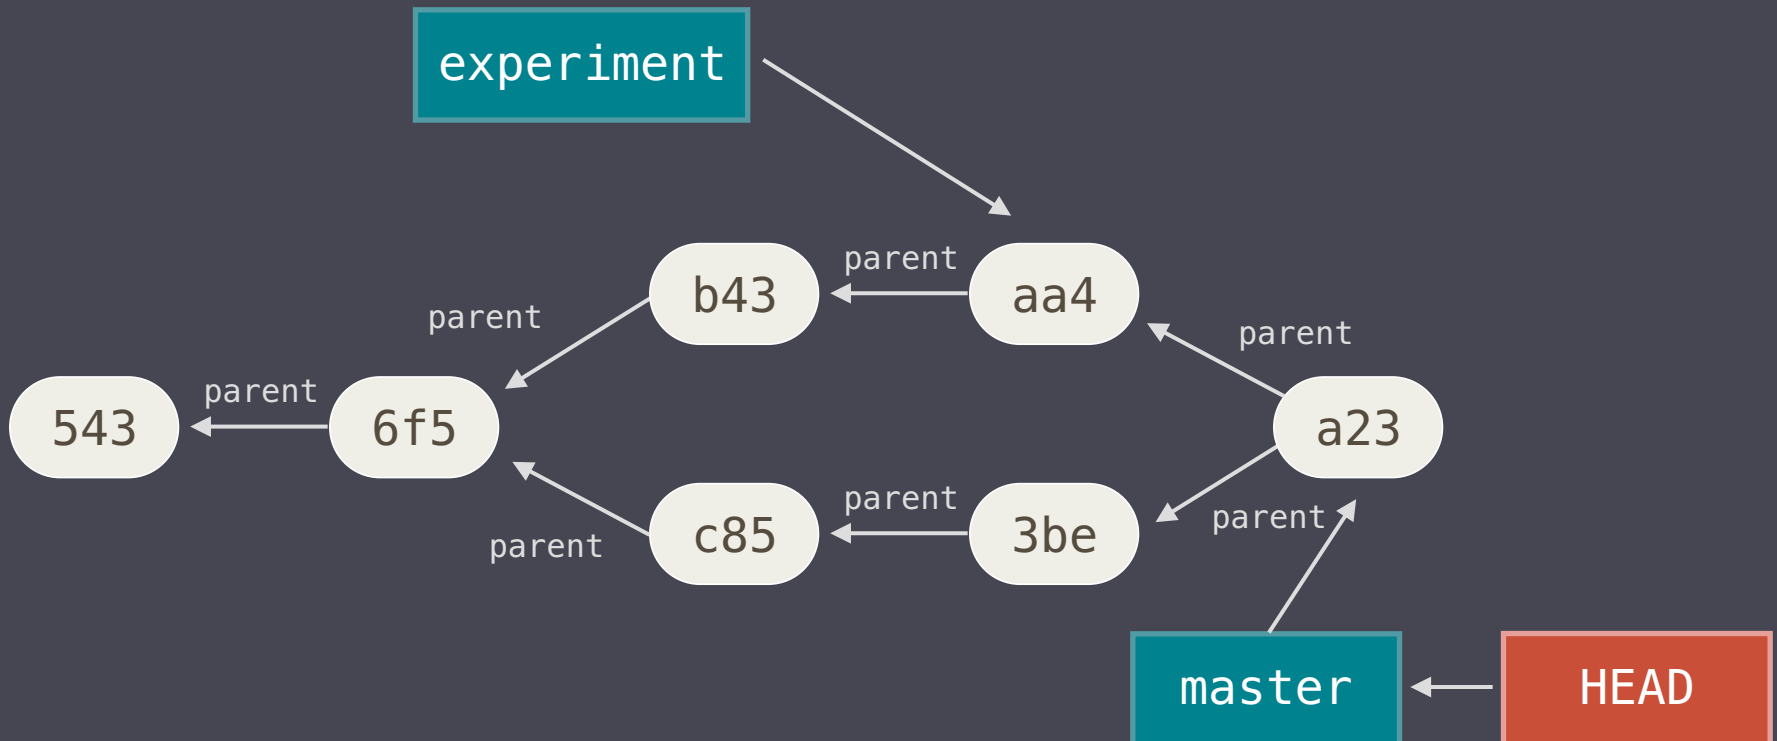 experiment
parent
b43
aa4
parent
parent
parent
543
6f5
a23
parent
parent
parent
c85
3be
master
HEAD